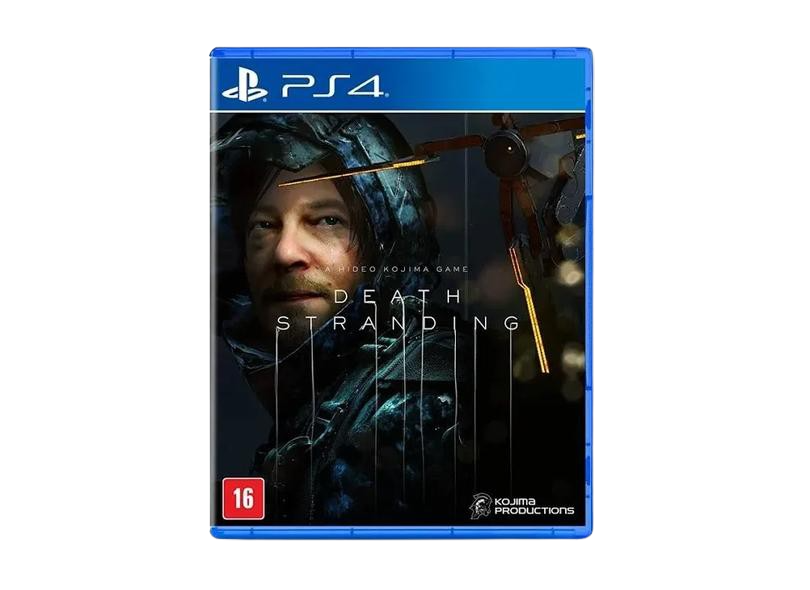 PS4
A HIDEO KOJIMA GAME
DEATH
STRANDING
16
KOJIMA
PRODUCTIONS